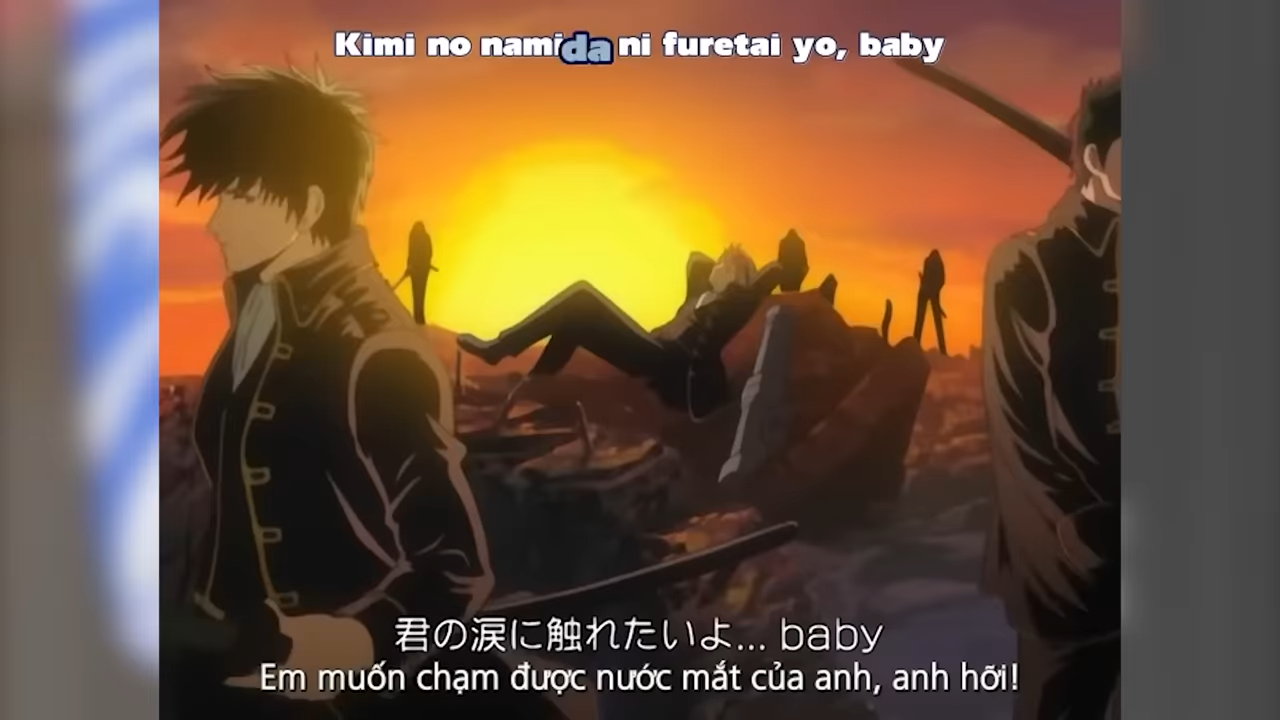 Kimi no namida ni furetai yo, baby
君の涙に触れたいよ... baby
Em muốn chạm được nước mắt của anh, anh hỡi!